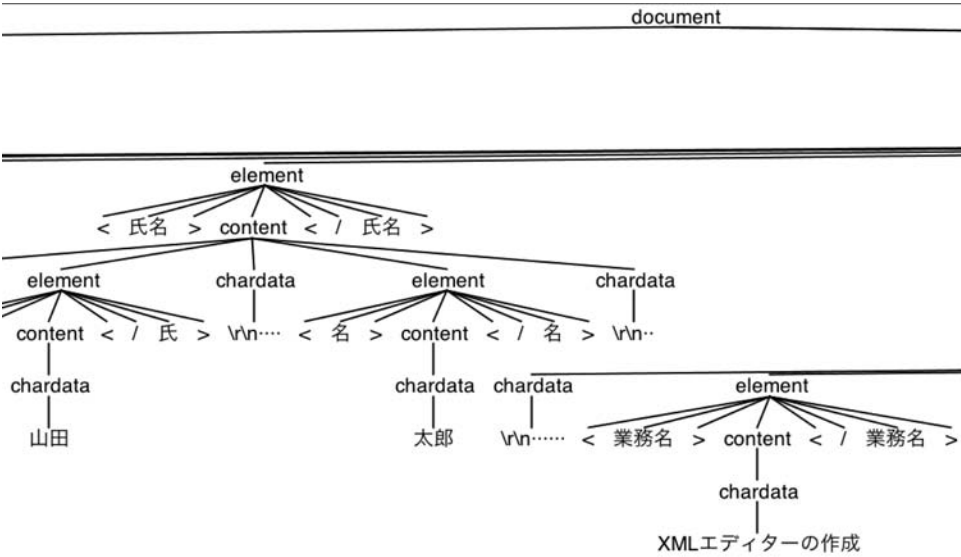 document
element
< 氏名 > content < / 氏名 >
element chardata element chardata
content < / 氏 > \r\n···· < 名 > content < / 名 > \r\n··
chardata chardata chardata element
山田 太郎 \r\n······ < 業務名 > content < / 業務名 >
chardata
XMLエディターの作成